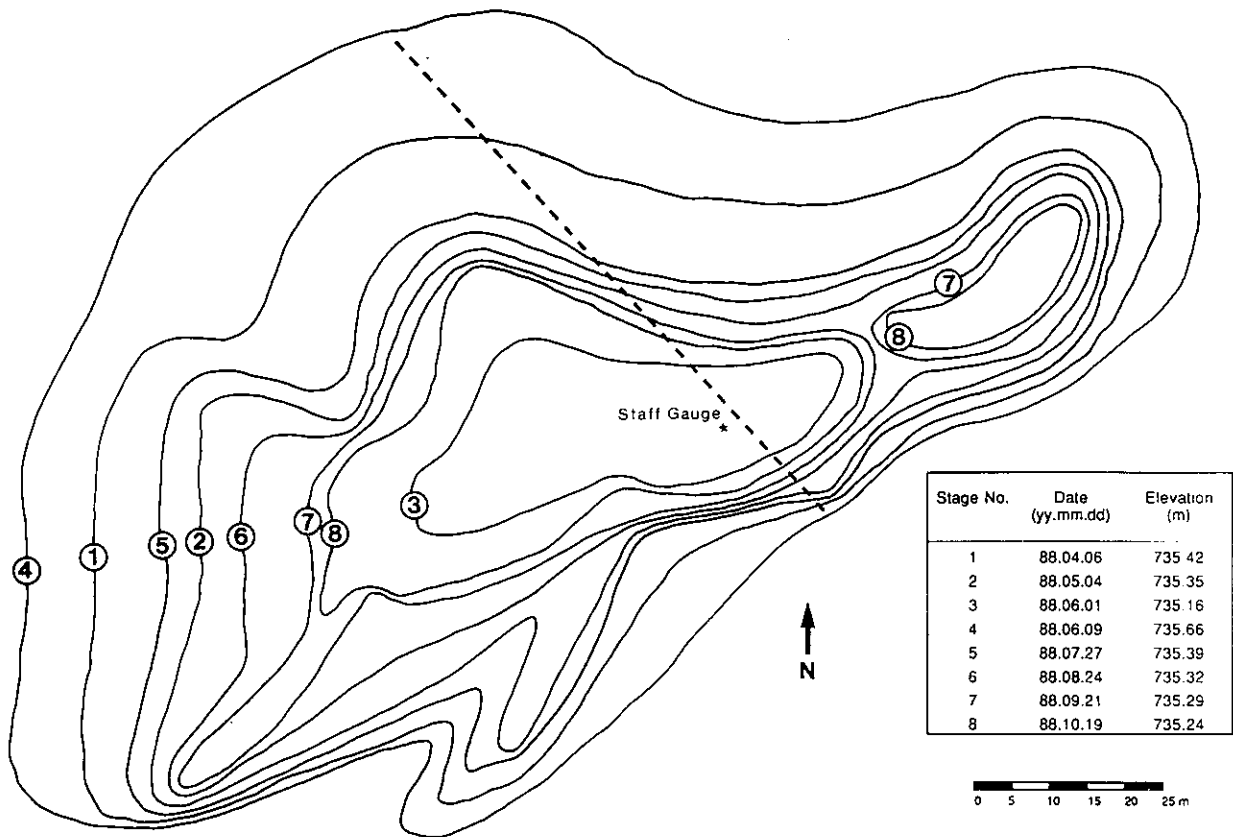 7
8
Staff Gauge
3
7
8
4
1
5
2
6
N
Stage No. Date Elevation
(yy.mm.dd) (m)
1 88.04.06 735.42
2 88.05.04 735.35
3 88.06.01 735.16
4 88.06.09 735.66
5 88.07.27 735.39
6 88.08.24 735.32
7 88.09.21 735.29
8 88.10.19 735.24
0 5 10 15 20 25 m